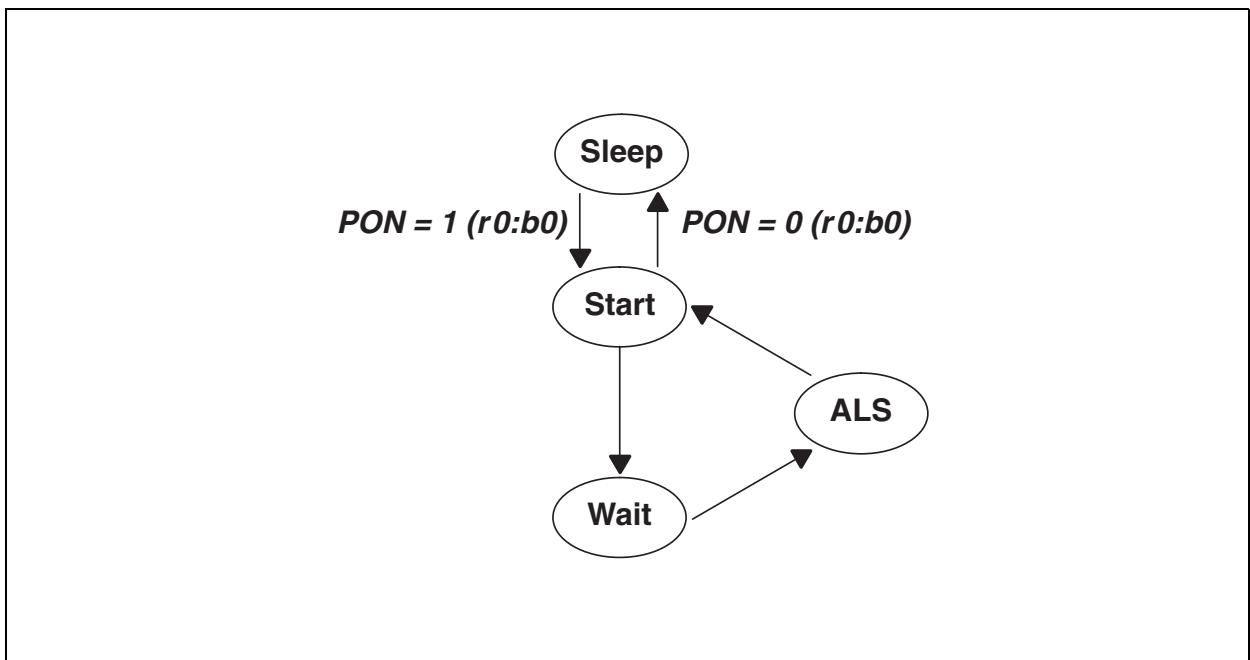 Sleep
PON = 1 (r0:b0)
PON = 0 (r0:b0)
Start
ALS
Wait